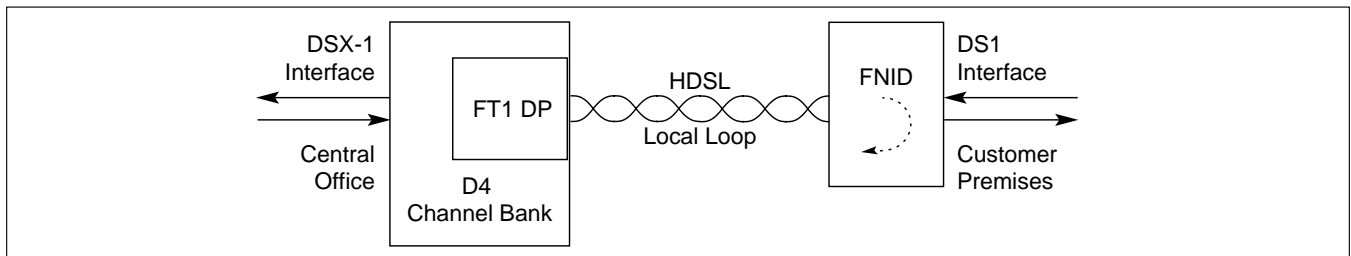 DSX-1
Interface
Central
Office
FT1 DP
D4
Channel Bank
HDSL
Local Loop
FNID
DS1
Interface
Customer
Premises